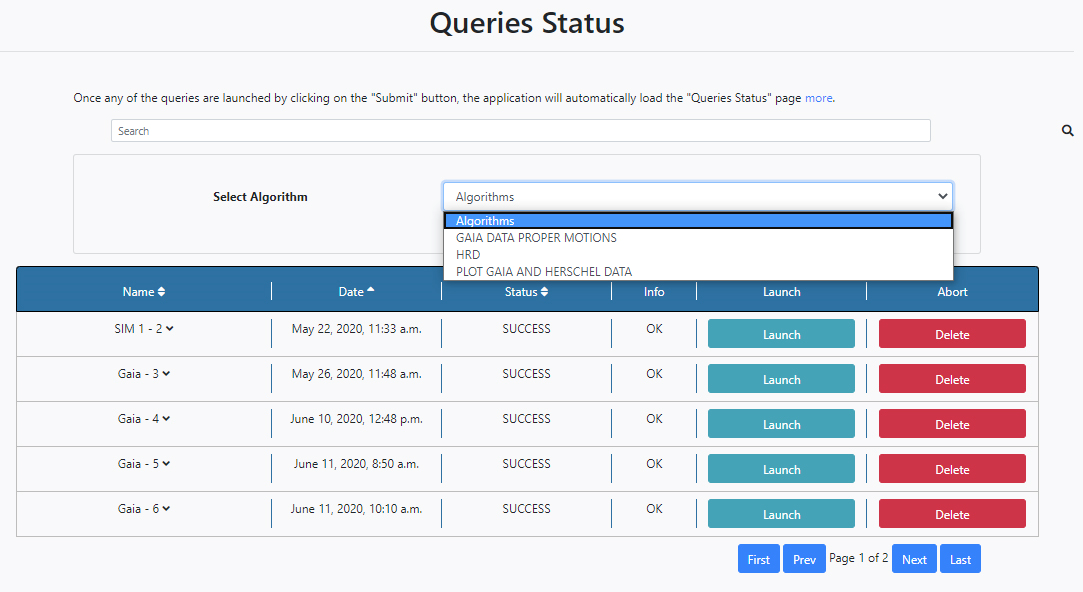 Queries Status
Once any of the queries are launched by clicking on the "Submit" button, the application will automatically load the "Queries Status" page more.
Search
Select Algorithm
Algorithms
Algorithms
GAIA DATA PROPER MOTIONS
HRD
PLOT GAIA AND HERSCHEL DATA
Name Date Status Info Launch Abort
SIM 1 - 2 May 22, 2020, 11:33 a.m. SUCCESS OK Launch Delete
Gaia - 3 May 26, 2020, 11:48 a.m. SUCCESS OK Launch Delete
Gaia - 4 June 10, 2020, 12:48 p.m. SUCCESS OK Launch Delete
Gaia - 5 June 11, 2020, 8:50 a.m. SUCCESS OK Launch Delete
Gaia - 6 June 11, 2020, 10:10 a.m. SUCCESS OK Launch Delete
First Prev Page 1 of 2 Next Last